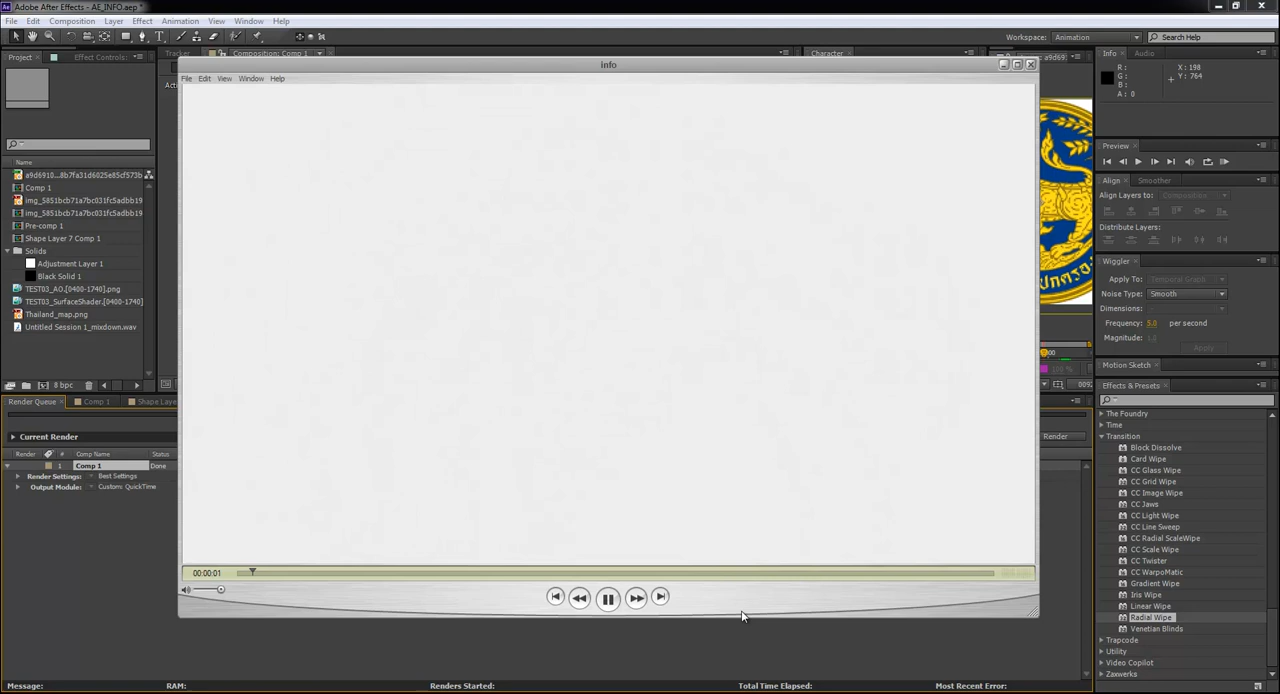 Adobe After Effects - AE_INFO.aep *
File Edit Composition Layer Effect Animation View Window Help
Workspace: Animation Search Help
Project Effect Controls: Tracker Composition: Comp 1 Character
info
File Edit View Window Help
Info Audio
R : X : 198
G : Y : 764
B :
A : 0
Preview
Align Smoother
Align Layers to: Composition
Distribute Layers:
Wiggler
Apply To: Temporal Graph
Noise Type: Smooth
Dimensions:
Frequency: 5.0 per second
Magnitude:
Apply
Motion Sketch
Effects & Presets
The Foundry
Time
Transition
Block Dissolve
Card Wipe
CC Glass Wipe
CC Grid Wipe
CC Image Wipe
CC Jaws
CC Light Wipe
CC Line Sweep
CC Radial ScaleWipe
CC Scale Wipe
CC Twister
CC WarpoMatic
Gradient Wipe
Iris Wipe
Linear Wipe
Radial Wipe
Venetian Blinds
Trapcode
Utility
Video Copilot
Zaxwerks
Name
Comp 1
Pre-comp 1
Shape Layer 7 Comp 1
Solids
Adjustment Layer 1
Black Solid 1
TEST03_AO.[0400-1740].png
TEST03_SurfaceShader.[0400-1740]
Thailand_map.png
Untitled Session 1_mixdown.wav
8 bpc
Render Queue Comp 1 Shape Laye
Current Render
Render
Render # Comp Name Status
1 Comp 1 Done
Render Settings: Best Settings
Output Module: Custom: QuickTime
00:00:01
Message: RAM: Renders Started: Total Time Elapsed: Most Recent Error: